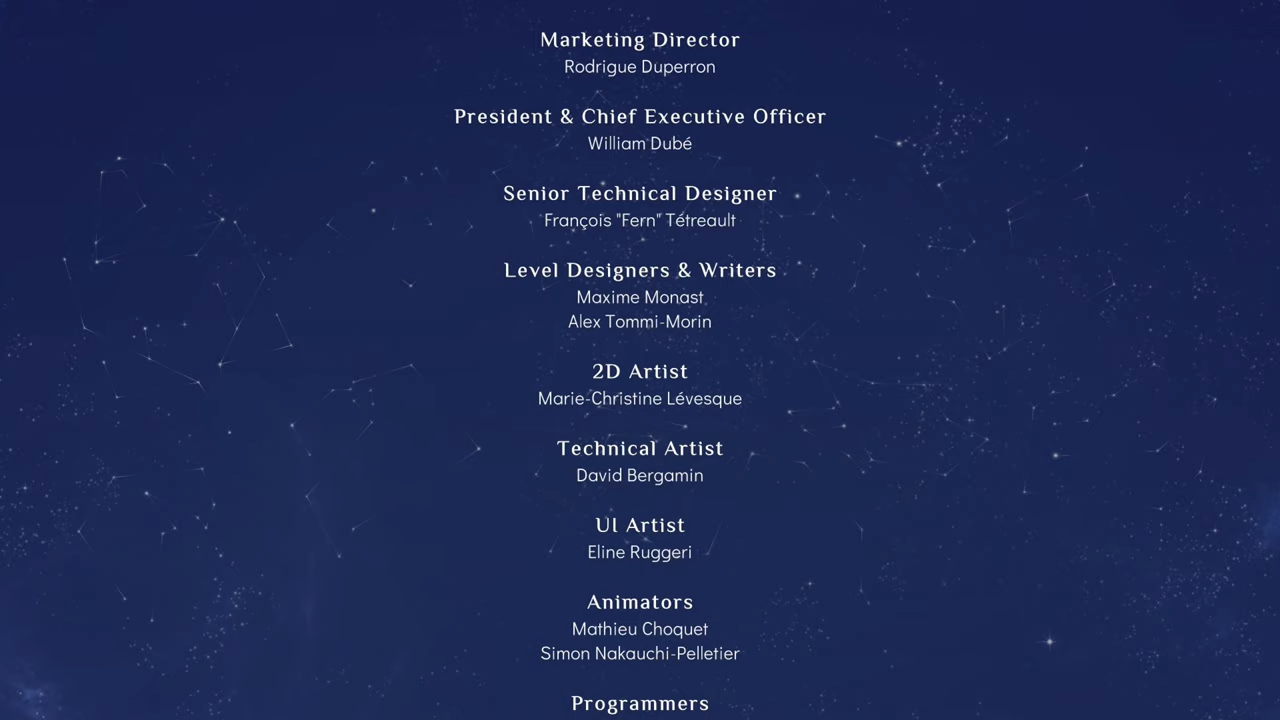 Marketing Director
Rodrigue Duperron
President & Chief Executive Officer
William Dubé
Senior Technical Designer
François "Fern" Tétreault
Level Designers & Writers
Maxime Monast
Alex Tommi-Morin
2D Artist
Marie-Christine Lévesque
Technical Artist
David Bergamin
UI Artist
Eline Ruggeri
Animators
Mathieu Choquet
Simon Nakauchi-Pelletier
Programmers